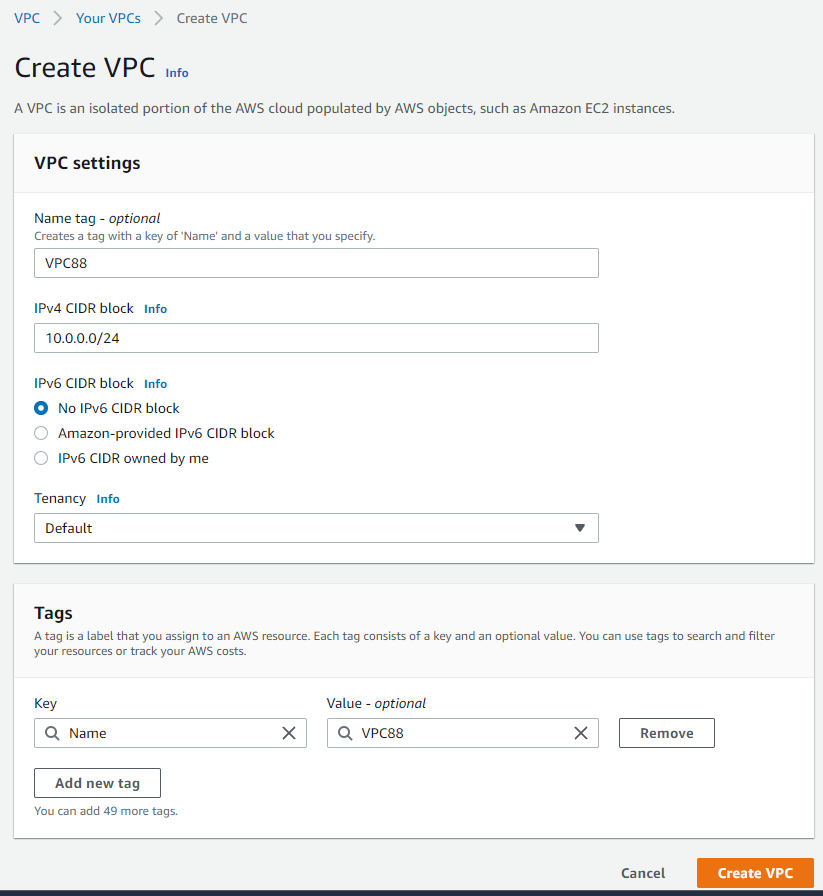 VPC > Your VPCs > Create VPC
Create VPC Info
A VPC is an isolated portion of the AWS cloud populated by AWS objects, such as Amazon EC2 instances.
VPC settings
Name tag - optional
Creates a tag with a key of 'Name' and a value that you specify.
VPC88
IPv4 CIDR block Info
10.0.0.0/24
IPv6 CIDR block Info
No IPv6 CIDR block
Amazon-provided IPv6 CIDR block
IPv6 CIDR owned by me
Tenancy Info
Default
Tags
A tag is a label that you assign to an AWS resource. Each tag consists of a key and an optional value. You can use tags to search and filter
your resources or track your AWS costs.
Key Value - optional
Name VPC88 Remove
Add new tag
You can add 49 more tags.
Cancel Create VPC